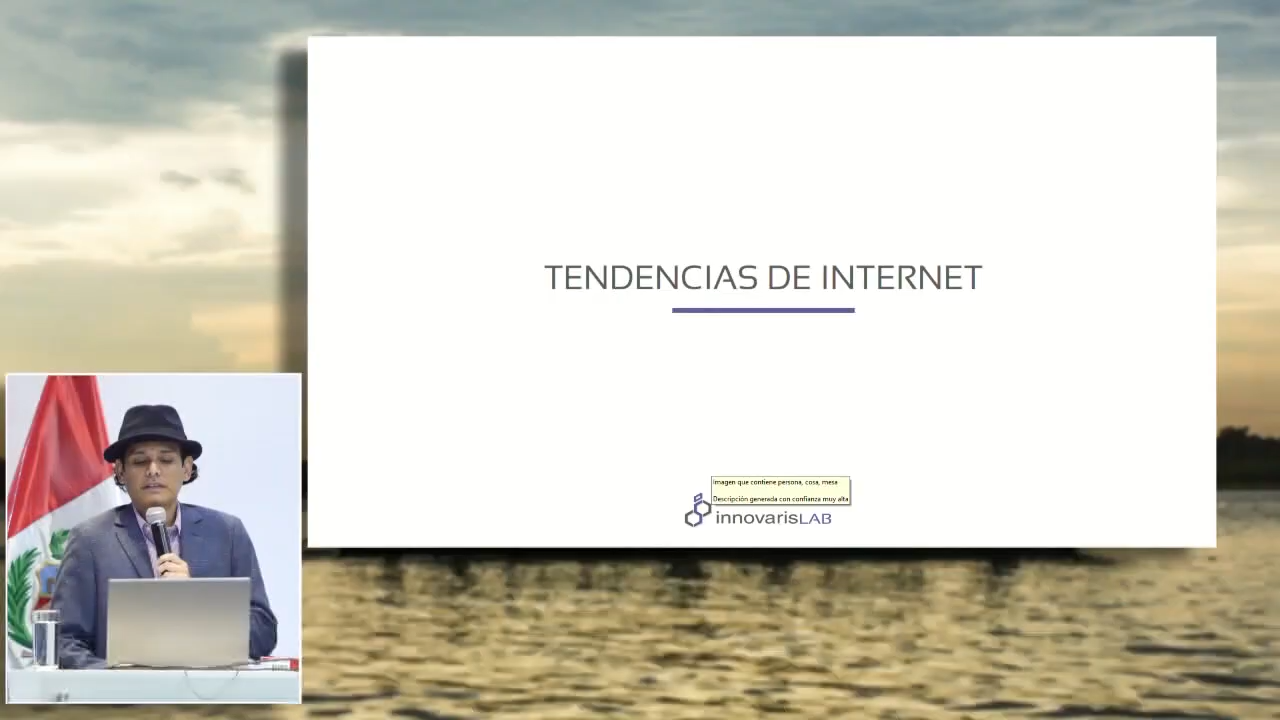 TENDENCIAS DE INTERNET
Imagen que contiene persona, cosa, mesa
Descripción generada con confianza muy alta
innovarisLAB